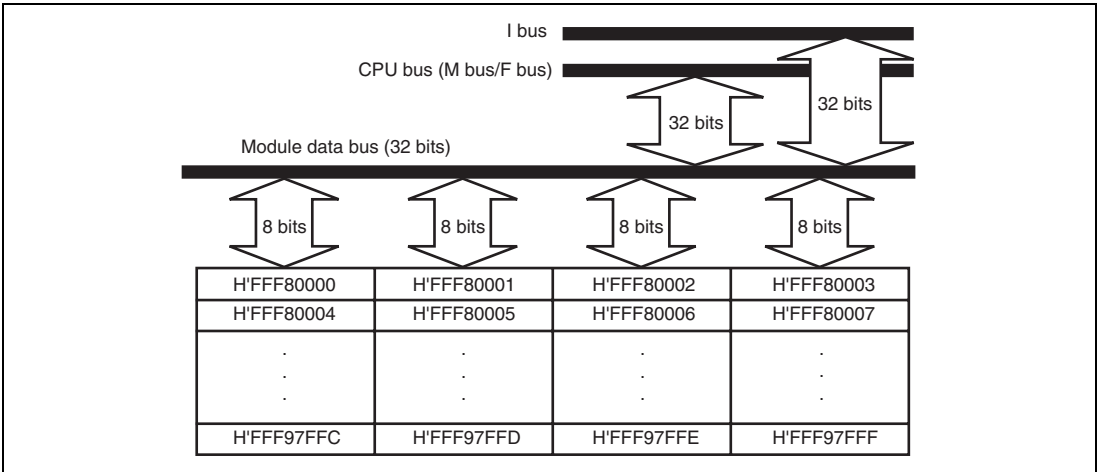 I bus
CPU bus (M bus/F bus)
32 bits
32 bits
Module data bus (32 bits)
8 bits
8 bits
8 bits
8 bits
H'FFF80000 H'FFF80001 H'FFF80002 H'FFF80003
H'FFF80004 H'FFF80005 H'FFF80006 H'FFF80007
. . . .
. . . .
. . . .
H'FFF97FFC H'FFF97FFD H'FFF97FFE H'FFF97FFF